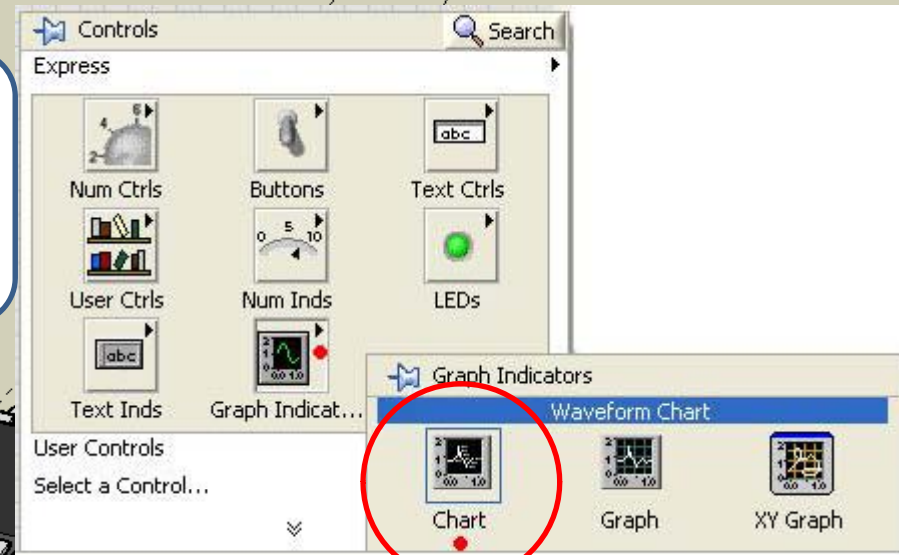 Controls
Search
Express
Num Ctrls
Buttons
Text Ctrls
User Ctrls
Num Inds
LEDs
Text Inds
Graph Indicat...
Graph Indicators
Waveform Chart
User Controls
Select a Control...
Chart
Graph
XY Graph